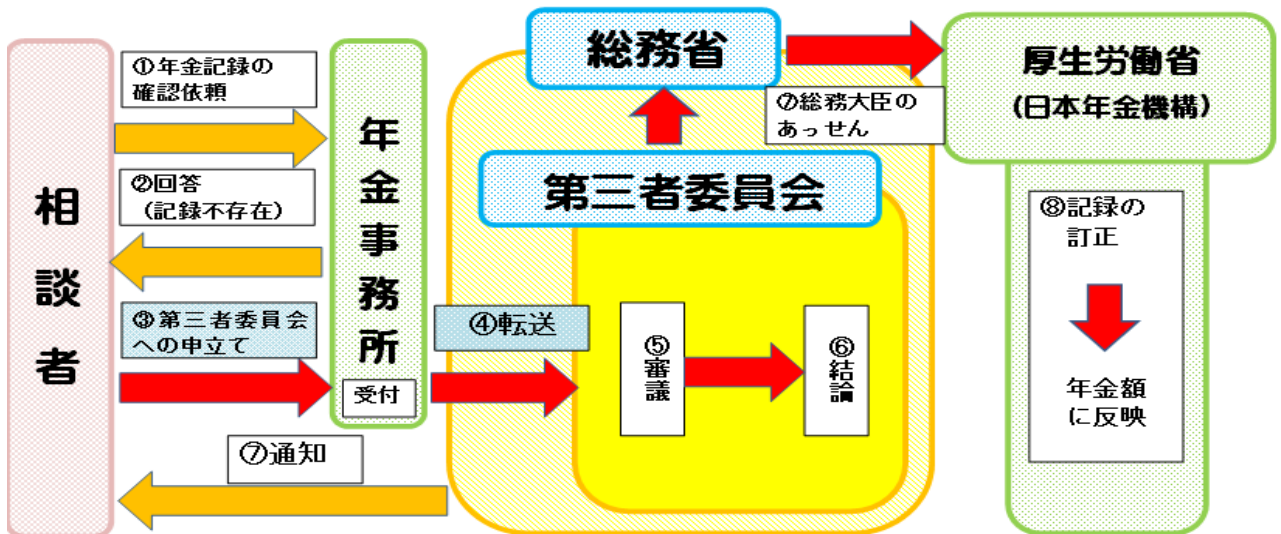 相談者
①年金記録の
確認依頼
②回答
(記録不存在)
③第三者委員会
への申立て
年金事務所
受付
④転送
⑦通知
総務省
第三者委員会
⑤審議
⑥結論
⑦総務大臣の
あっせん
厚生労働省
(日本年金機構)
⑧記録の
訂正
年金額
に反映